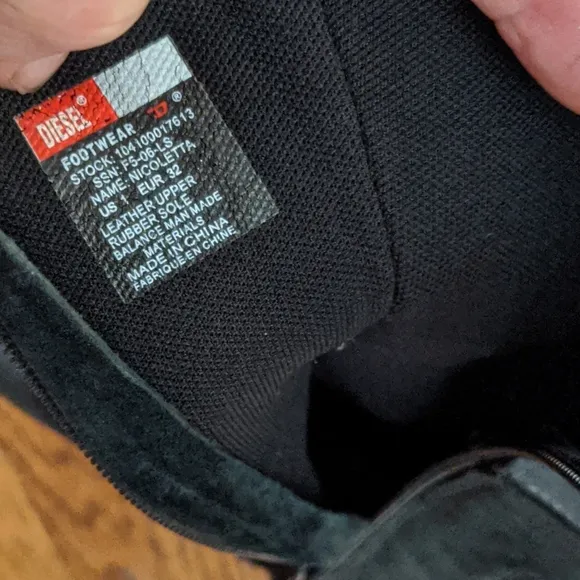 DIESEL®
FOOTWEAR D®
STOCK: 104100017613
SSN: F5-06-LS
NAME: NICOLETTA
US 1 EUR 32
LEATHER UPPER
RUBBER SOLE
BALANCE MAN MADE
MATERIALS
MADE IN CHINA
FABRIQUE-EN CHINE